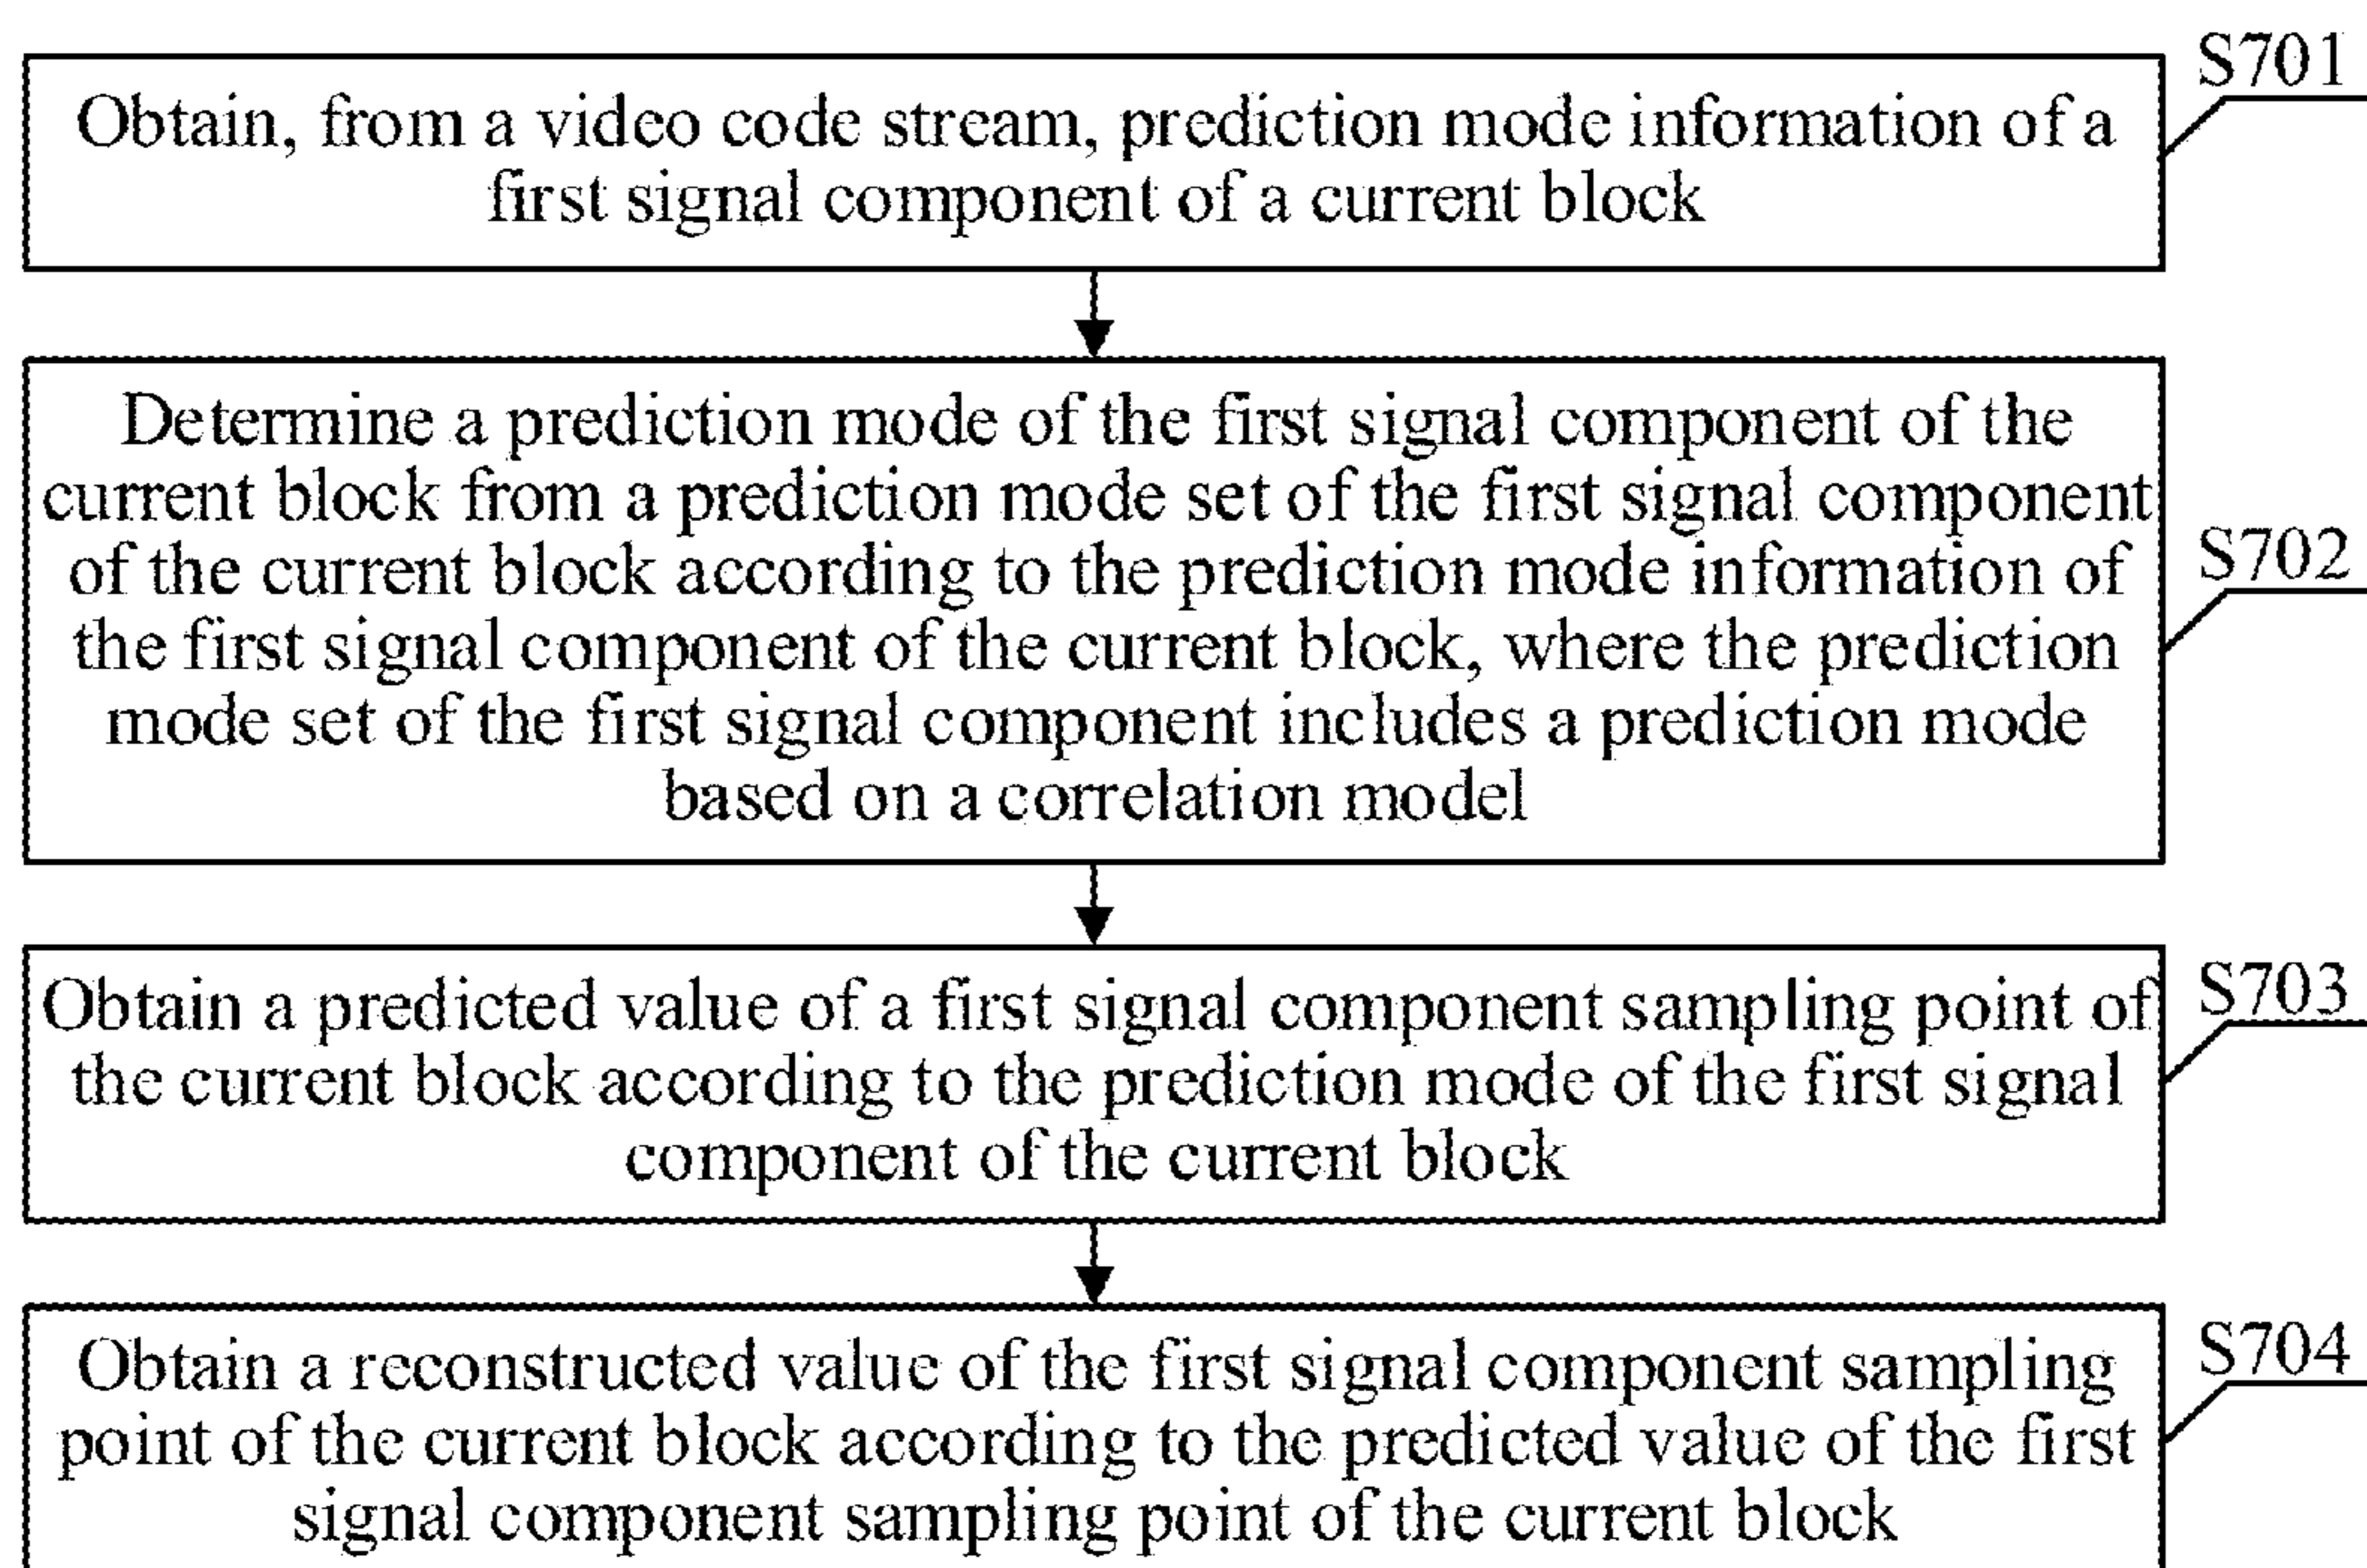 S701
Obtain, from a video code stream, prediction mode information of a
first signal component of a current block
Determine a prediction mode of the first signal component of the
current block from a prediction mode set of the first signal component
of the current block according to the prediction mode information of
the first signal component of the current block, where the prediction
mode set of the first signal component includes a prediction mode
based on a correlation model
S702
Obtain a predicted value of a first signal component sampling point of
the current block according to the prediction mode of the first signal
component of the current block
S703
Obtain a reconstructed value of the first signal component sampling
point of the current block according to the predicted value of the first
signal component sampling point of the current block
S704